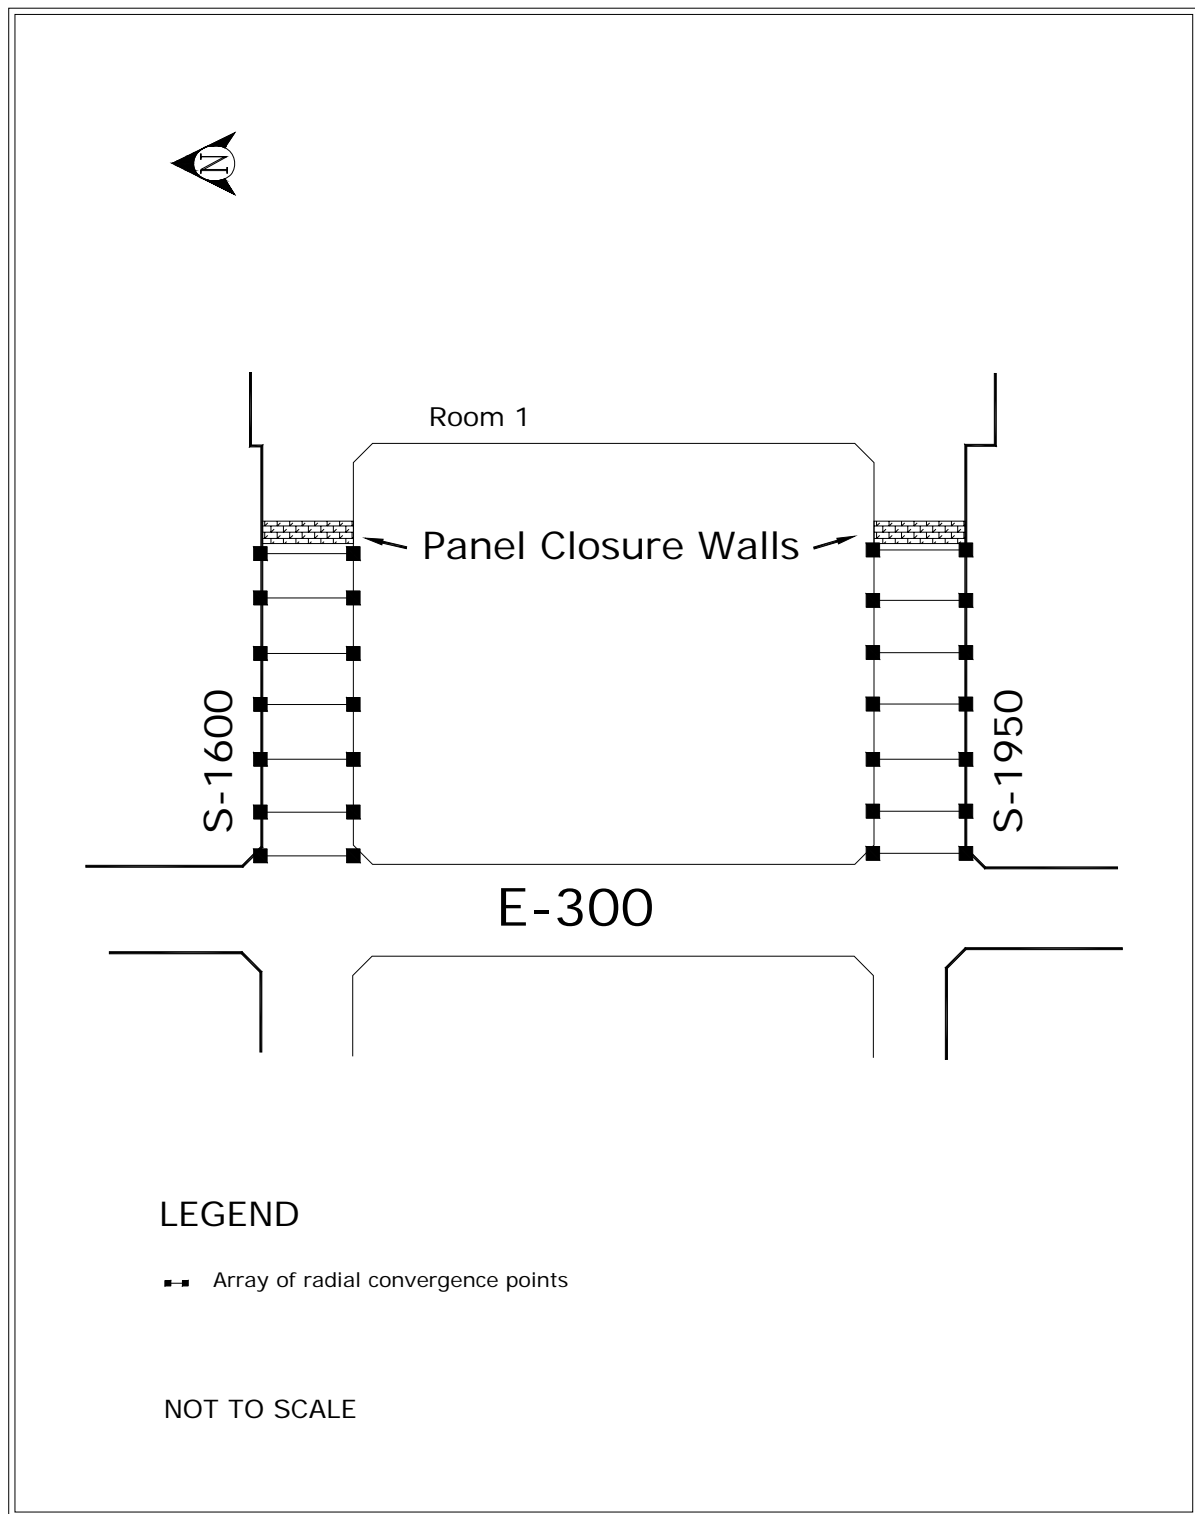 N
Room 1
Panel Closure Walls
S-1600
S-1950
E-300
LEGEND
Array of radial convergence points
NOT TO SCALE